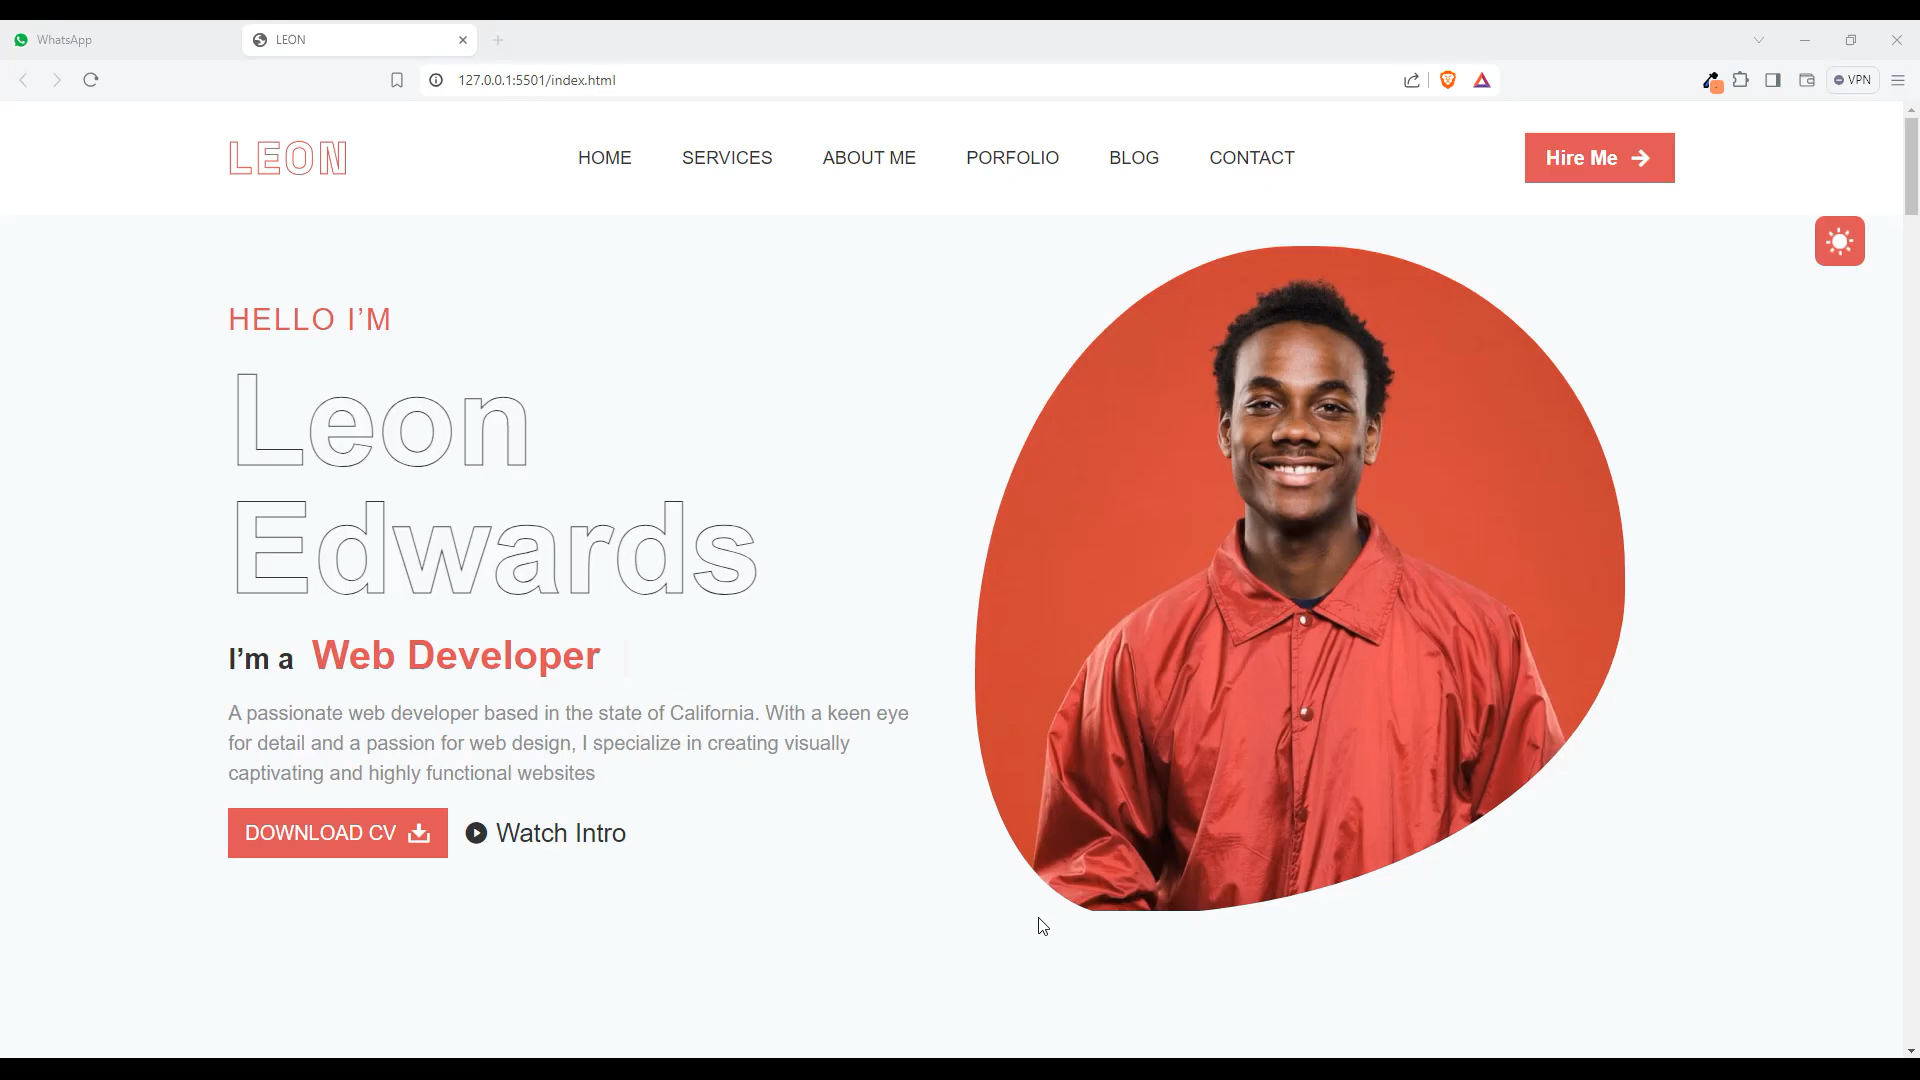 WhatsApp
LEON
127.0.0.1:5501/index.html
VPN
LEON
HOME
SERVICES
ABOUT ME
PORFOLIO
BLOG
CONTACT
Hire Me
HELLO I’M
Leon
Edwards
I’m a Web Developer
A passionate web developer based in the state of California. With a keen eye
for detail and a passion for web design, I specialize in creating visually
captivating and highly functional websites
DOWNLOAD CV
Watch Intro